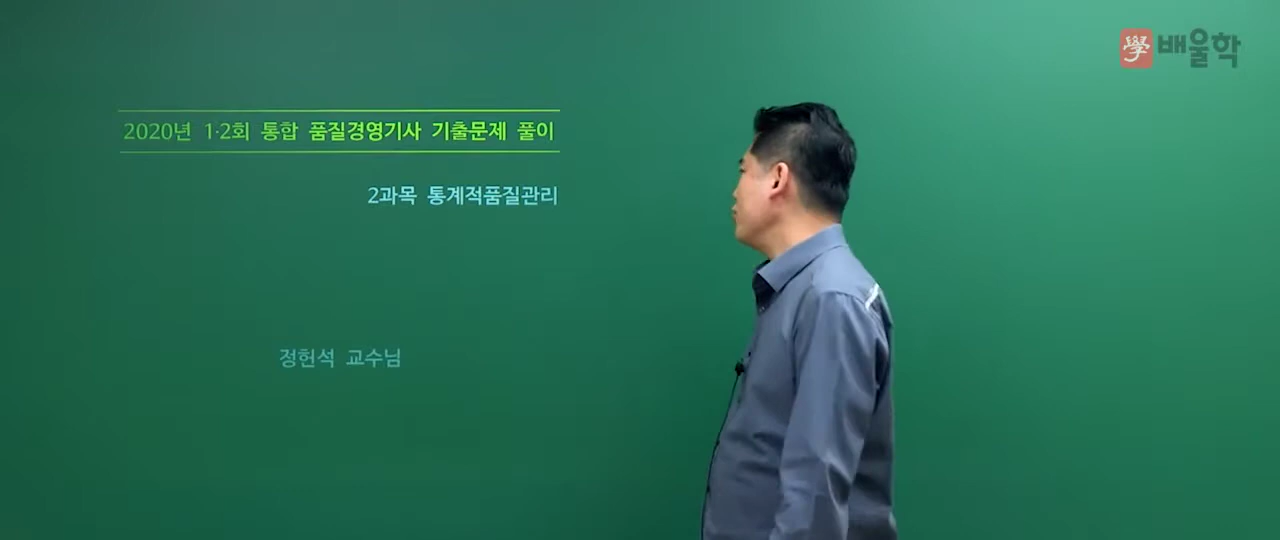 學 배울학
2020년 1·2회 통합 품질경영기사 기출문제 풀이
2과목 통계적품질관리
정헌석 교수님